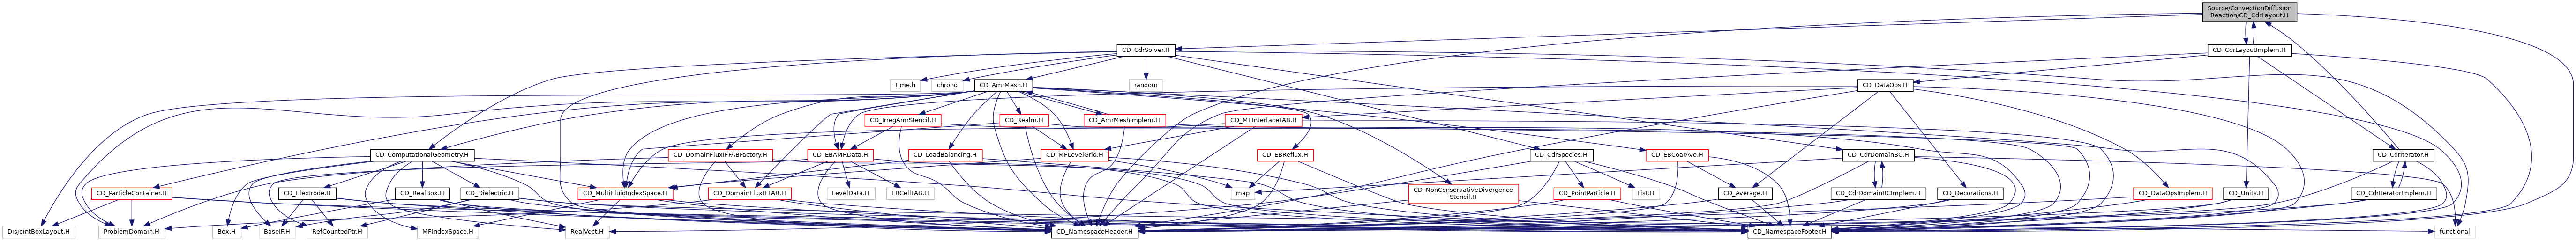 Source/ConvectionDiffusion
Reaction/CD_CdrLayout.H
CD_CdrSolver.H
CD_CdrLayoutImplem.H
time.h
chrono
CD_AmrMesh.H
random
CD_DataOps.H
CD_IrregAmrStencil.H
CD_Realm.H
CD_AmrMeshImplem.H
CD_MFInterfaceFAB.H
CD_ComputationalGeometry.H
CD_DomainFluxIFFABFactory.H
CD_EBAMRData.H
CD_LoadBalancing.H
CD_MFLevelGrid.H
CD_EBReflux.H
CD_CdrSpecies.H
CD_EBCoarAve.H
CD_CdrDomainBC.H
CD_CdrIterator.H
CD_ParticleContainer.H
CD_Electrode.H
CD_RealBox.H
CD_Dielectric.H
CD_MultiFluidIndexSpace.H
CD_DomainFluxIFFAB.H
LevelData.H
EBCellFAB.H
map
CD_NonConservativeDivergence
Stencil.H
CD_PointParticle.H
List.H
CD_Average.H
CD_CdrDomainBCImplem.H
CD_Decorations.H
CD_DataOpsImplem.H
CD_Units.H
CD_CdrIteratorImplem.H
DisjointBoxLayout.H
ProblemDomain.H
Box.H
BaseIF.H
RefCountedPtr.H
MFIndexSpace.H
RealVect.H
CD_NamespaceHeader.H
CD_NamespaceFooter.H
functional